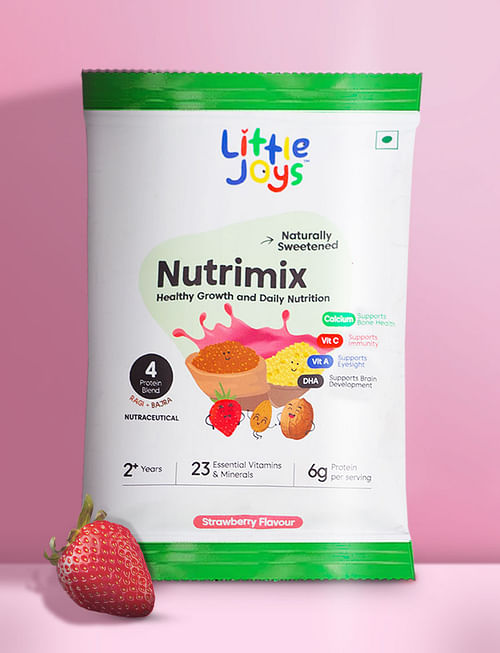 Little
Joys™
Naturally
Sweetened
Nutrimix
Healthy Growth and Daily Nutrition
Calcium Supports
Bone Health
Vit C Supports
Immunity
Vit A Supports
Eyesight
DHA Supports Brain
Development
4
Protein
Blend
RAGI + BAJRA
NUTRACEUTICAL
2+ Years
23 Essential Vitamins
& Minerals
6g Protein
per serving
Strawberry Flavour